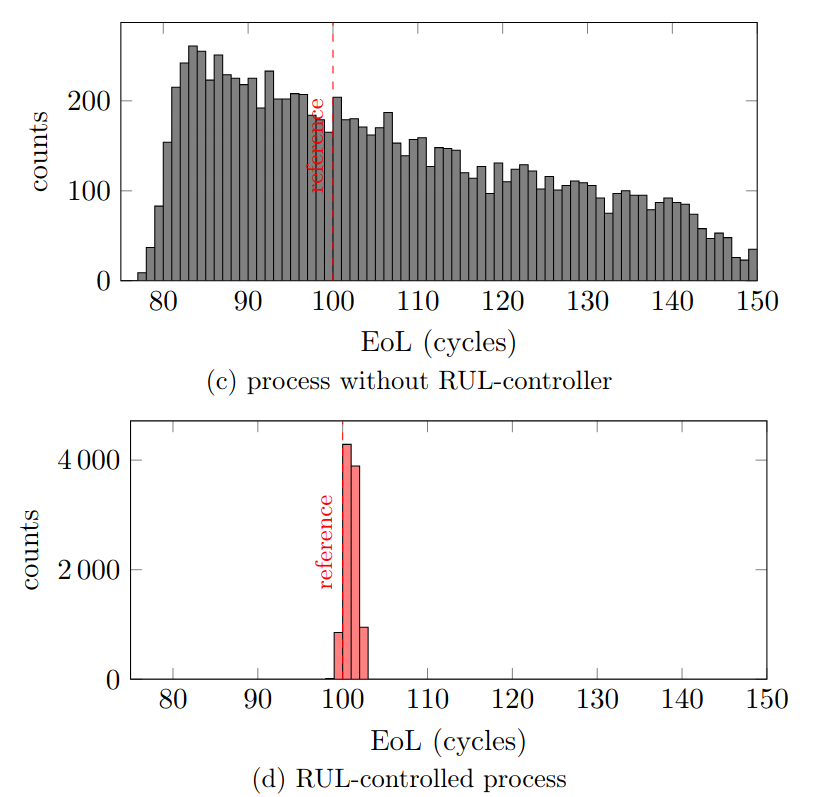 counts
200
100
0
reference
80 90 100 110 120 130 140 150
EoL (cycles)
(c) process without RUL-controller
counts
4 000
2 000
0
reference
80 90 100 110 120 130 140 150
EoL (cycles)
(d) RUL-controlled process